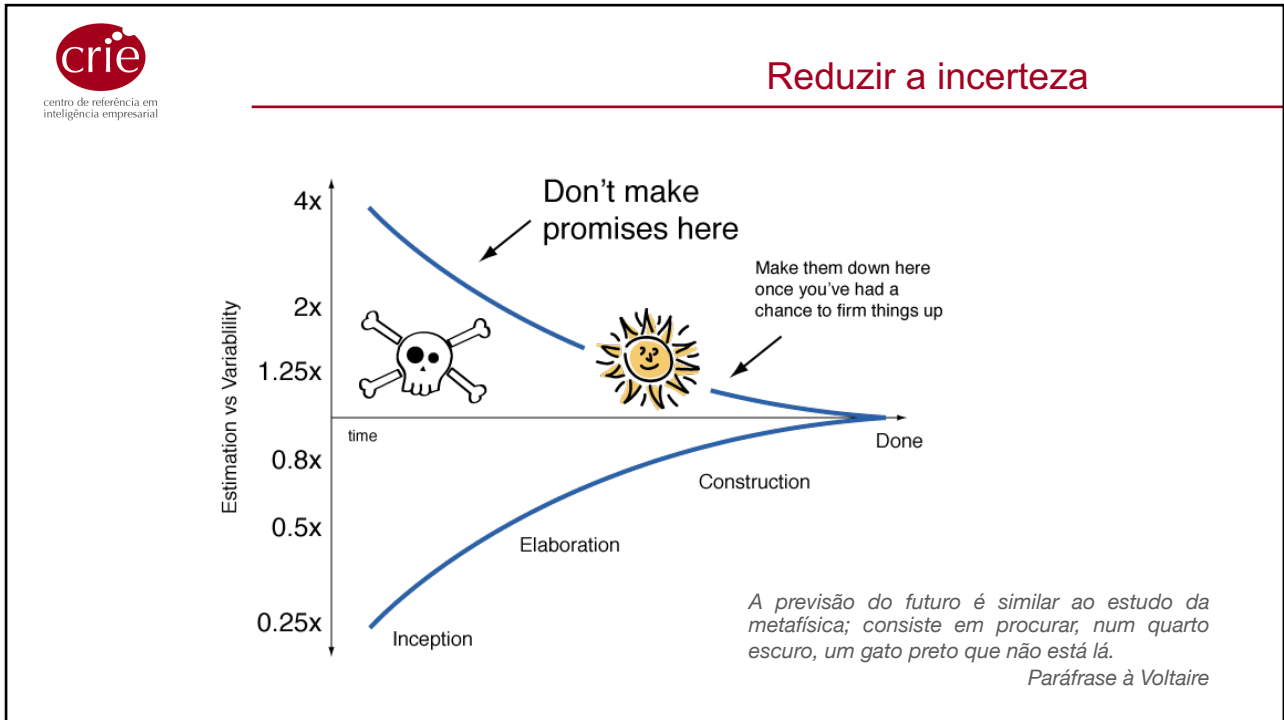 crie
centro de referência em
inteligência empresarial
Reduzir a incerteza
4x
2x
1.25x
0.8x
0.5x
0.25x
Estimation vs Variablility
Don't make
promises here
Make them down here
once you've had a
chance to firm things up
time
Done
Construction
Elaboration
Inception
A previsão do futuro é similar ao estudo da
metafísica; consiste em procurar, num quarto
escuro, um gato preto que não está lá.
Paráfrase à Voltaire